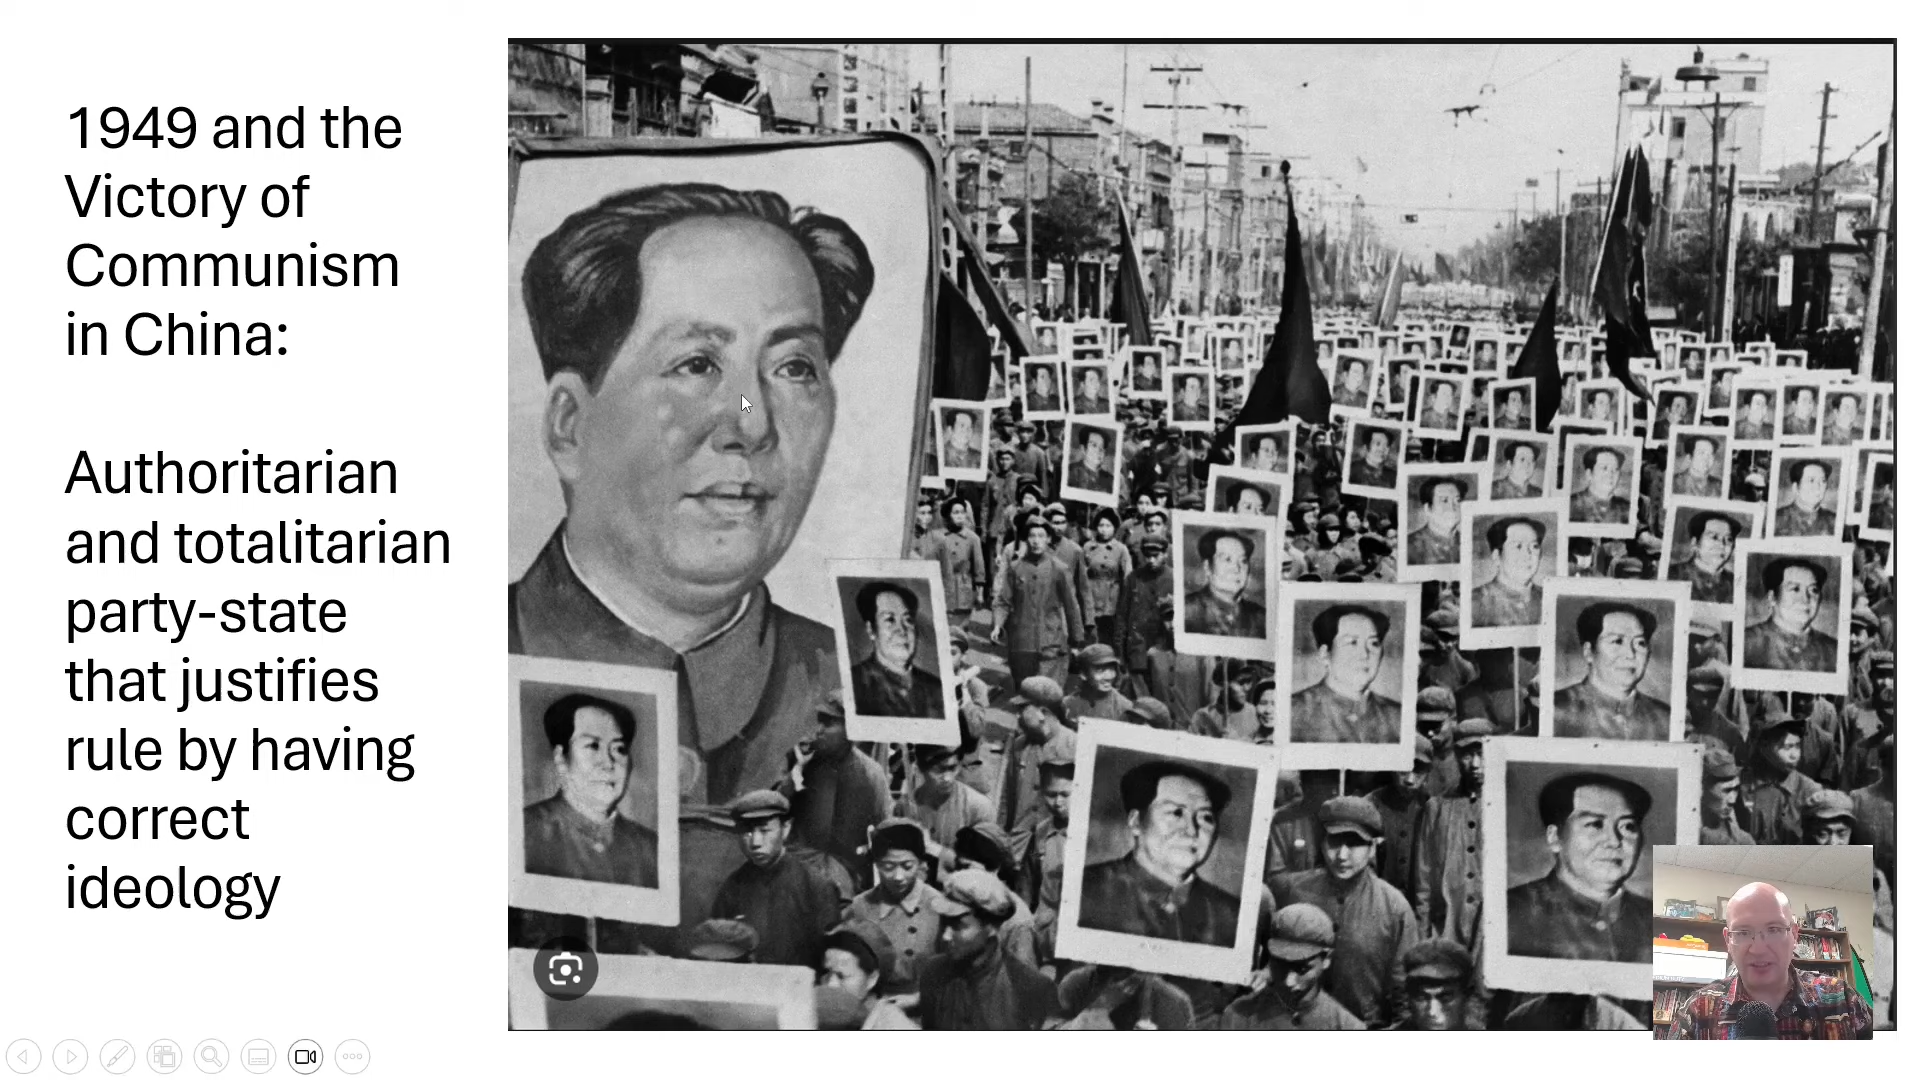 1949 and the
Victory of
Communism
in China:
Authoritarian
and totalitarian
party-state
that justifies
rule by having
correct
ideology